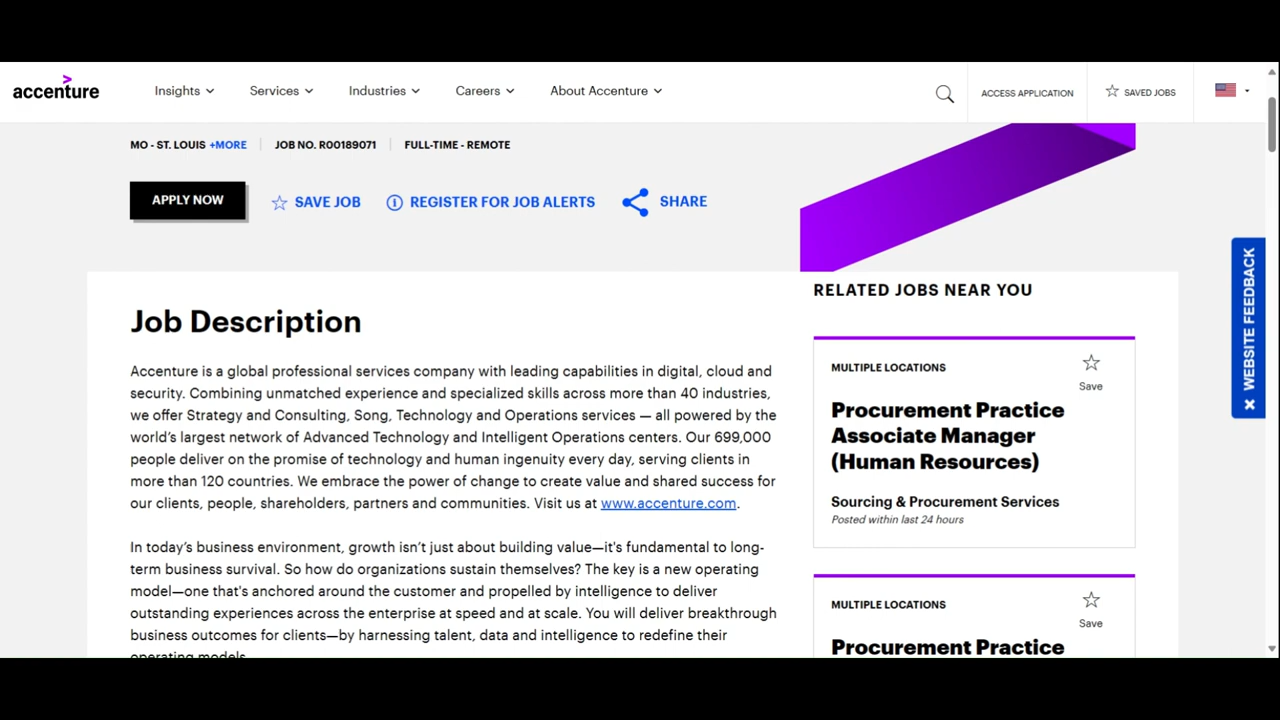 accenture
Insights
Services
Industries
Careers
About Accenture
ACCESS APPLICATION
SAVED JOBS
MO - ST. LOUIS +MORE
JOB NO. R00189071
FULL-TIME - REMOTE
APPLY NOW
SAVE JOB
REGISTER FOR JOB ALERTS
SHARE
WEBSITE FEEDBACK
Job Description
Accenture is a global professional services company with leading capabilities in digital, cloud and
security. Combining unmatched experience and specialized skills across more than 40 industries,
we offer Strategy and Consulting, Song, Technology and Operations services — all powered by the
world’s largest network of Advanced Technology and Intelligent Operations centers. Our 699,000
people deliver on the promise of technology and human ingenuity every day, serving clients in
more than 120 countries. We embrace the power of change to create value and shared success for
our clients, people, shareholders, partners and communities. Visit us at www.accenture.com.
In today’s business environment, growth isn’t just about building value—it's fundamental to long-
term business survival. So how do organizations sustain themselves? The key is a new operating
model—one that's anchored around the customer and propelled by intelligence to deliver
outstanding experiences across the enterprise at speed and at scale. You will deliver breakthrough
business outcomes for clients—by harnessing talent, data and intelligence to redefine their
operating models.
RELATED JOBS NEAR YOU
MULTIPLE LOCATIONS
Save
Procurement Practice
Associate Manager
(Human Resources)
Sourcing & Procurement Services
Posted within last 24 hours
MULTIPLE LOCATIONS
Save
Procurement Practice